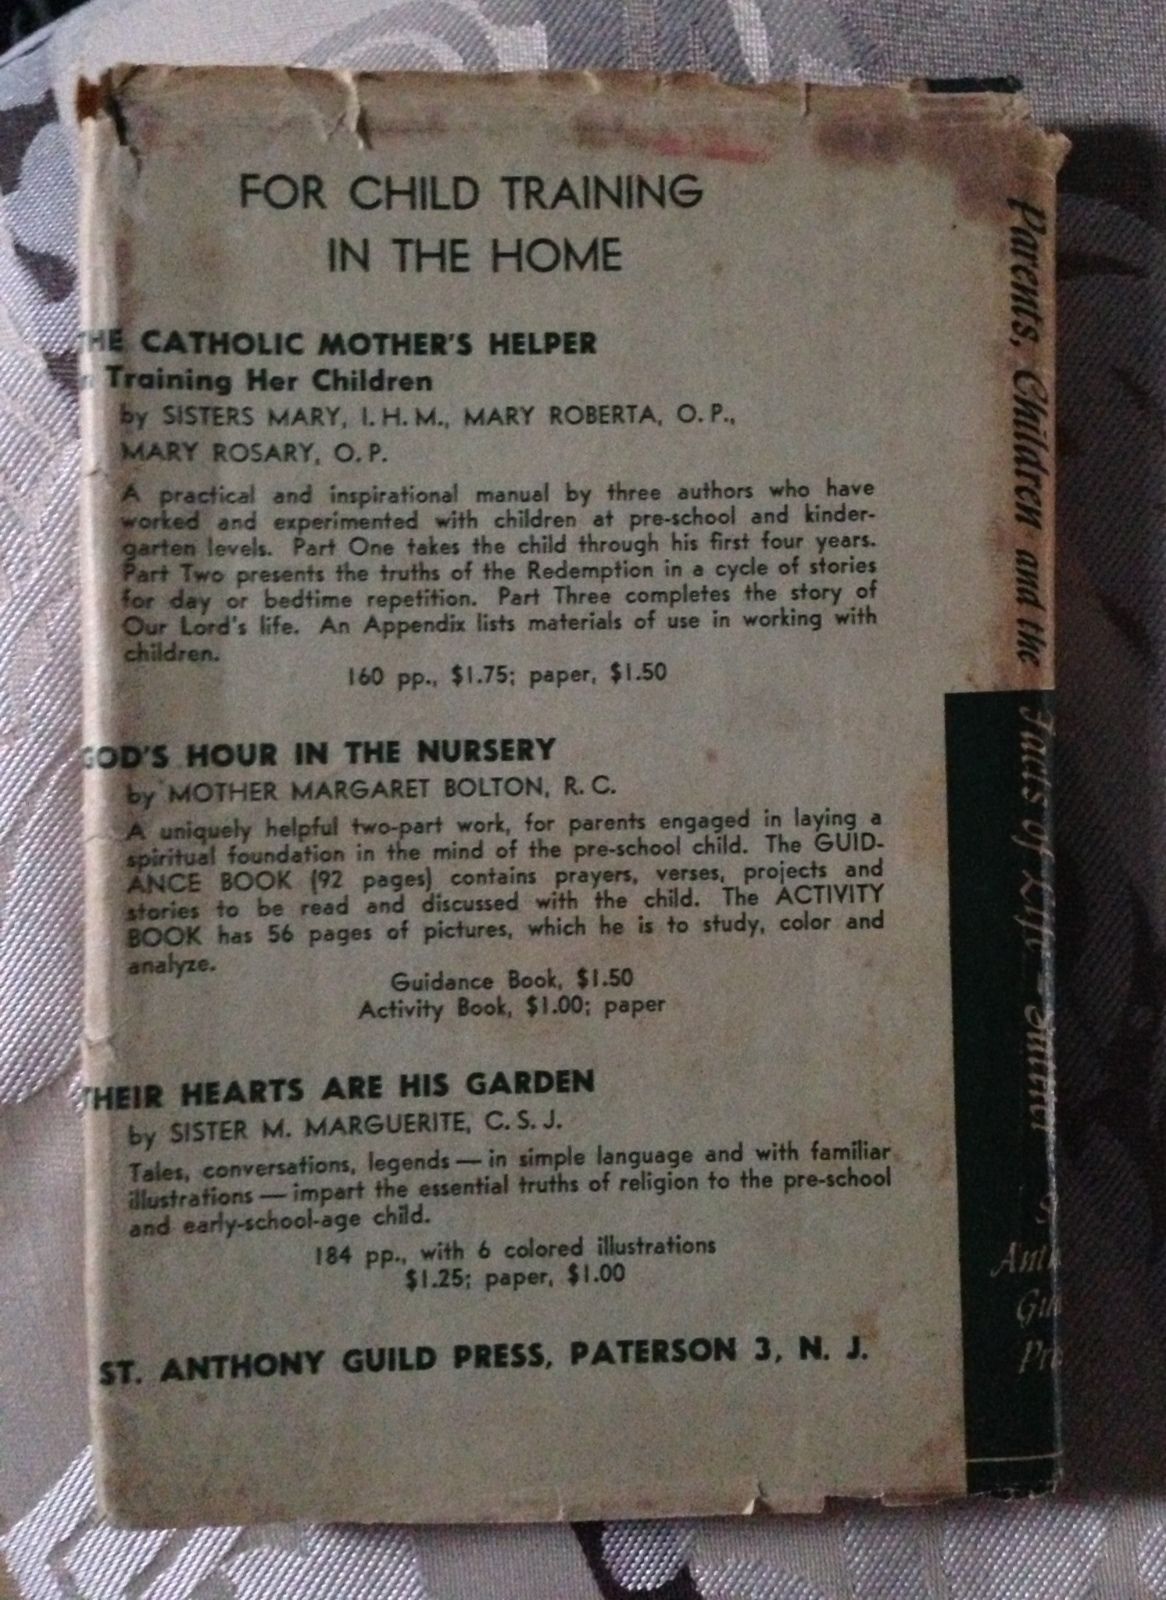 FOR CHILD TRAINING
IN THE HOME
THE CATHOLIC MOTHER'S HELPER
n Training Her Children
by SISTERS MARY, I. H. M., MARY ROBERTA, O. P.,
MARY ROSARY, O. P.
A practical and inspirational manual by three authors who have
worked and experimented with children at pre-school and kinder-
garten levels. Part One takes the child through his first four years.
Part Two presents the truths of the Redemption in a cycle of stories
for day or bedtime repetition. Part Three completes the story of
Our Lord's life. An Appendix lists materials of use in working with
children.
160 pp., $1.75; paper, $1.50
GOD'S HOUR IN THE NURSERY
by MOTHER MARGARET BOLTON, R. C.
A uniquely helpful two-part work, for parents engaged in laying a
spiritual foundation in the mind of the pre-school child. The GUID-
ANCE BOOK (92 pages) contains prayers, verses, projects and
stories to be read and discussed with the child. The ACTIVITY
BOOK has 56 pages of pictures, which he is to study, color and
analyze.
Guidance Book, $1.50
Activity Book, $1.00; paper
THEIR HEARTS ARE HIS GARDEN
by SISTER M. MARGUERITE, C. S. J.
Tales, conversations, legends — in simple language and with familiar
illustrations — impart the essential truths of religion to the pre-school
and early-school-age child.
184 pp., with 6 colored illustrations
$1.25; paper, $1.00
ST. ANTHONY GUILD PRESS, PATERSON 3, N. J.
Parents, Children and the Facts of Life